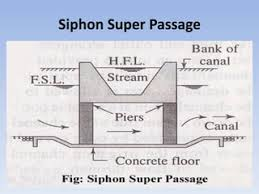 Siphon Super Passage
Bank of
canal
H.F.L.
F.S.L.
Stream
Piers
Canal
Concrete floor
Fig: Siphon Super Passage